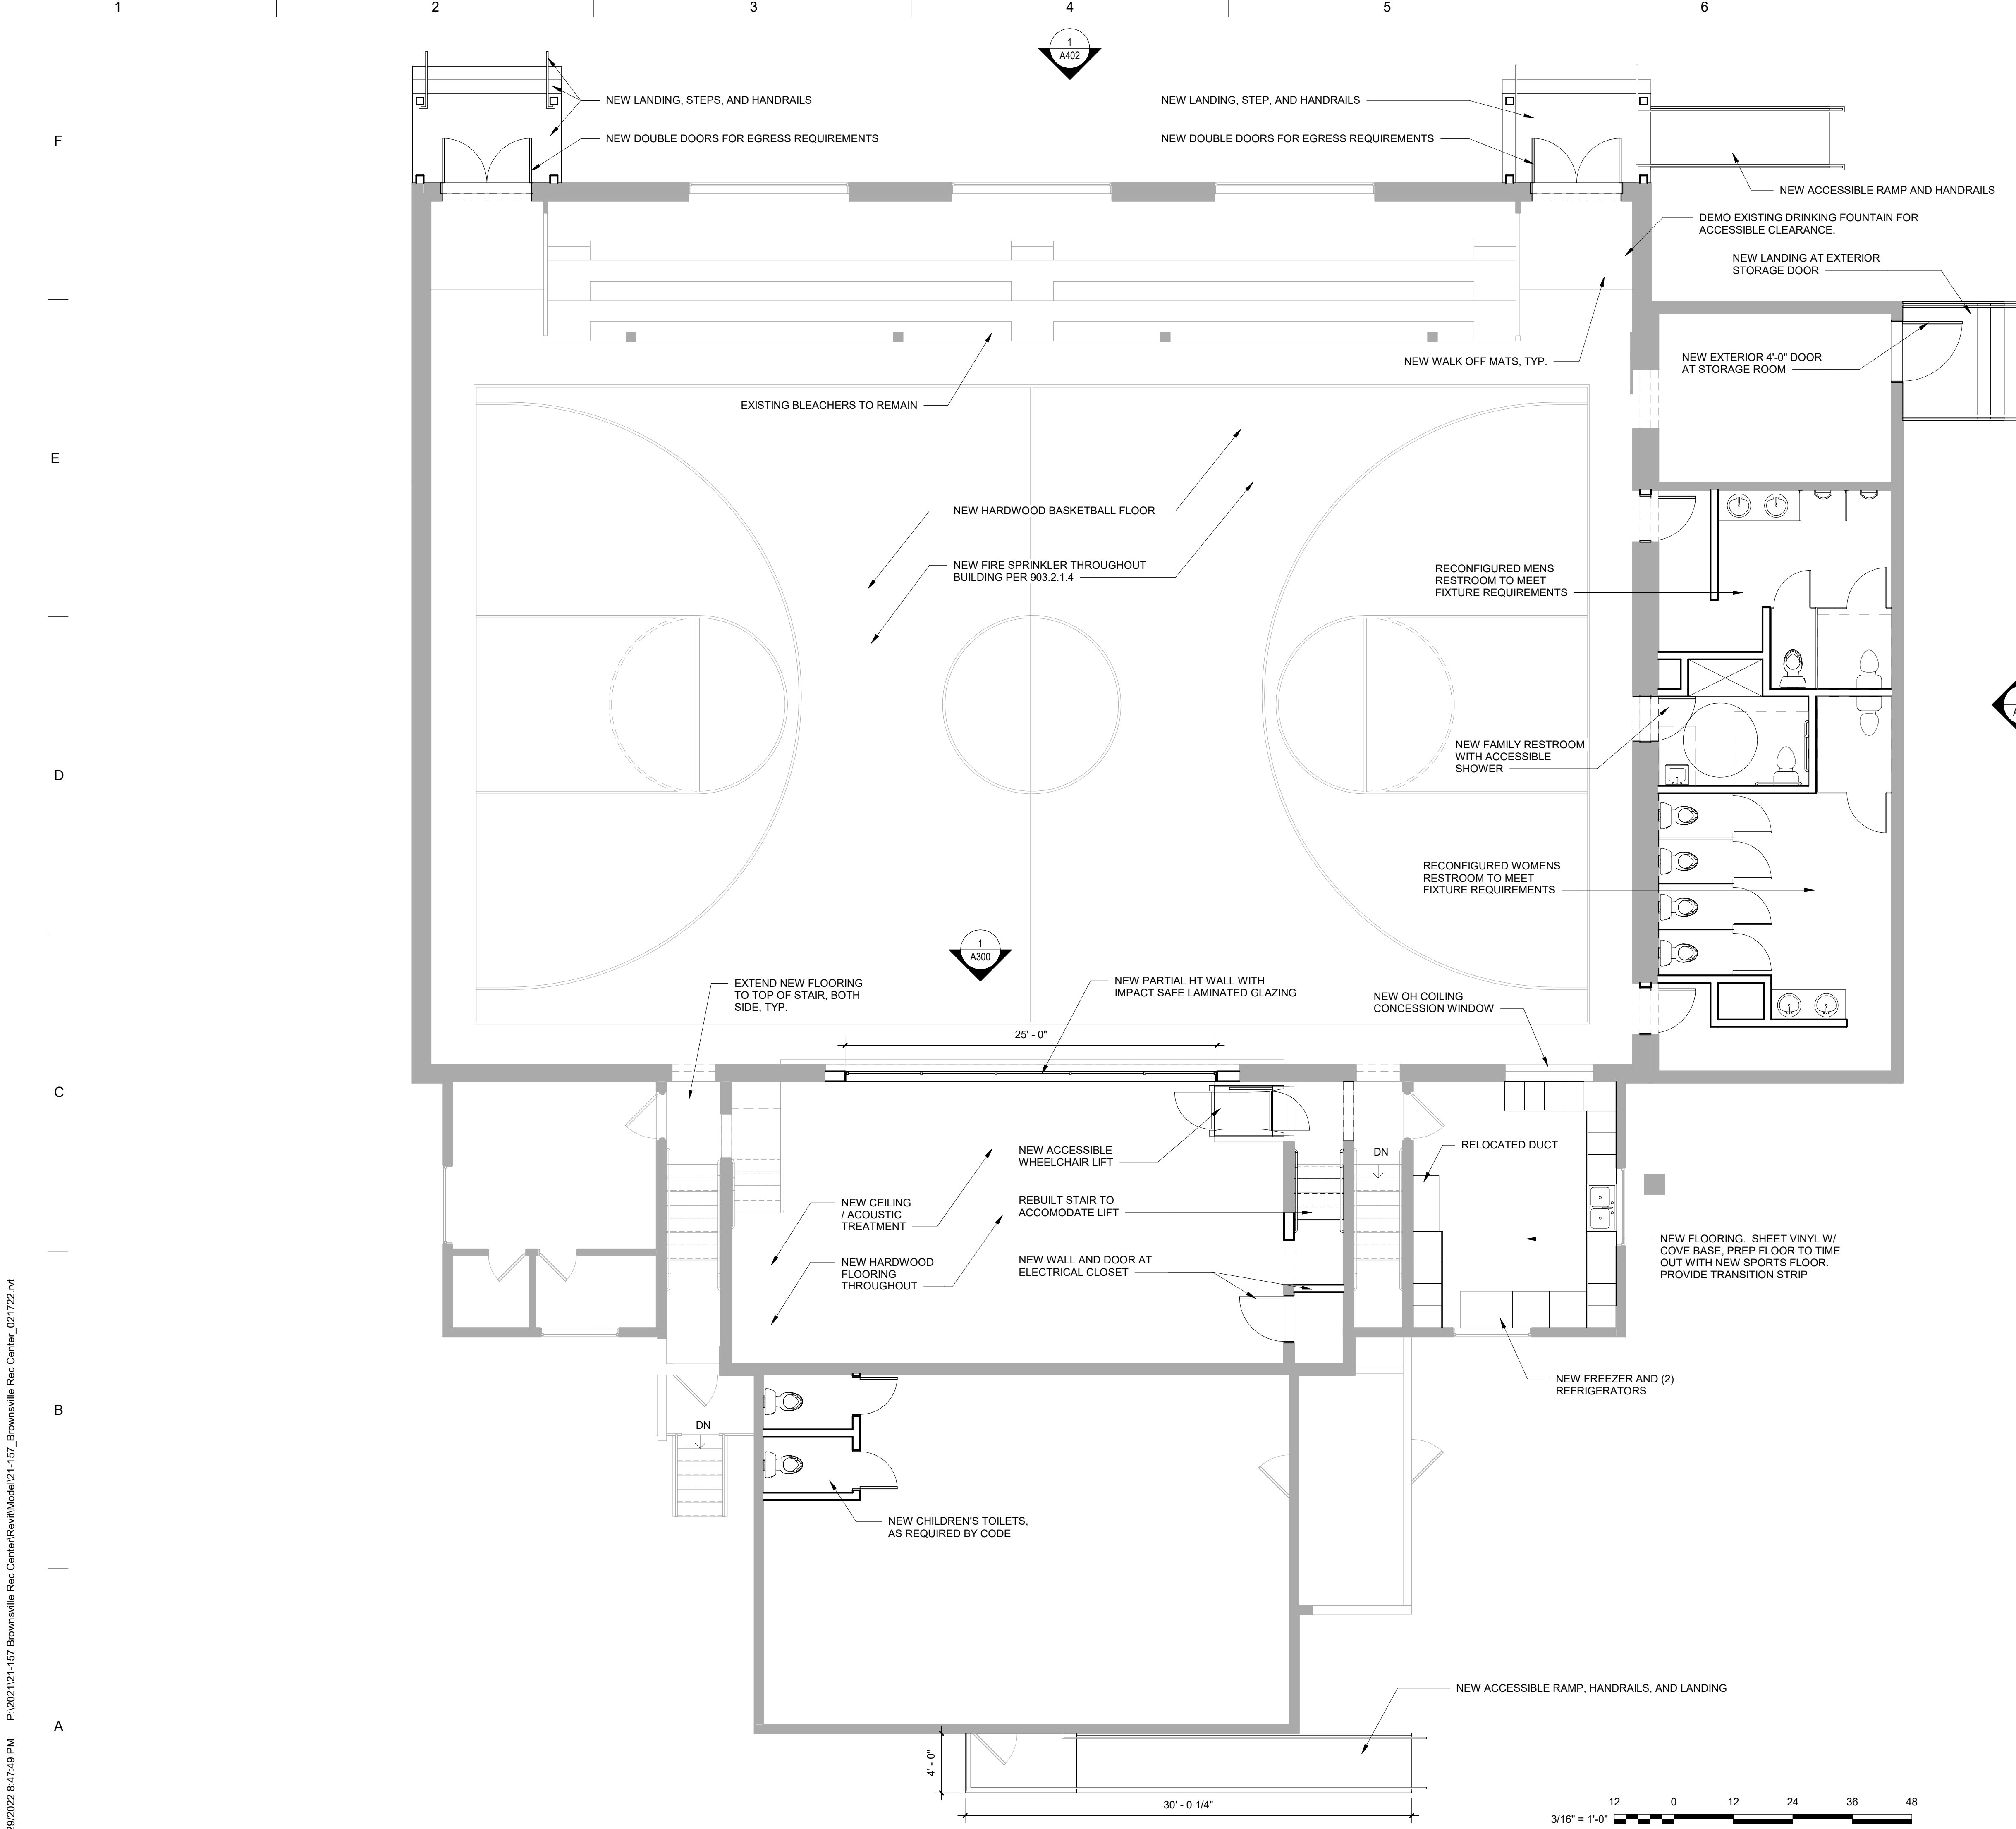 1 2 3 4 5 6
F
E
D
C
B
A
1
A402
NEW LANDING, STEPS, AND HANDRAILS
NEW DOUBLE DOORS FOR EGRESS REQUIREMENTS
NEW LANDING, STEP, AND HANDRAILS
NEW DOUBLE DOORS FOR EGRESS REQUIREMENTS
NEW ACCESSIBLE RAMP AND HANDRAILS
DEMO EXISTING DRINKING FOUNTAIN FOR
ACCESSIBLE CLEARANCE.
NEW LANDING AT EXTERIOR
STORAGE DOOR
NEW EXTERIOR 4'-0" DOOR
AT STORAGE ROOM
NEW WALK OFF MATS, TYP.
EXISTING BLEACHERS TO REMAIN
NEW HARDWOOD BASKETBALL FLOOR
NEW FIRE SPRINKLER THROUGHOUT
BUILDING PER 903.2.1.4
RECONFIGURED MENS
RESTROOM TO MEET
FIXTURE REQUIREMENTS
NEW FAMILY RESTROOM
WITH ACCESSIBLE
SHOWER
RECONFIGURED WOMENS
RESTROOM TO MEET
FIXTURE REQUIREMENTS
1
A300
EXTEND NEW FLOORING
TO TOP OF STAIR, BOTH
SIDE, TYP.
NEW PARTIAL HT WALL WITH
IMPACT SAFE LAMINATED GLAZING
NEW OH COILING
CONCESSION WINDOW
25' - 0"
NEW ACCESSIBLE
WHEELCHAIR LIFT
DN
RELOCATED DUCT
NEW CEILING
/ ACOUSTIC
TREATMENT
REBUILT STAIR TO
ACCOMODATE LIFT
NEW HARDWOOD
FLOORING
THROUGHOUT
NEW WALL AND DOOR AT
ELECTRICAL CLOSET
NEW FLOORING. SHEET VINYL W/
COVE BASE, PREP FLOOR TO TIME
OUT WITH NEW SPORTS FLOOR.
PROVIDE TRANSITION STRIP
NEW FREEZER AND (2)
REFRIGERATORS
DN
NEW CHILDREN'S TOILETS,
AS REQUIRED BY CODE
NEW ACCESSIBLE RAMP, HANDRAILS, AND LANDING
4' - 0"
30' - 0 1/4"
12 0 12 24 36 48
3/16" = 1'-0"
29/2022 8:47:49 PM P:\2021\21-157 Brownsville Rec Center\Revit\Model\21-157_Brownsville Rec Center_021722.rvt